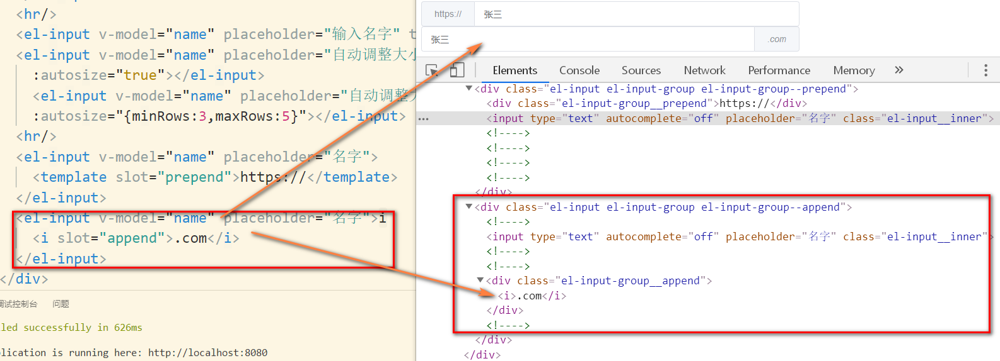 <hr/>
<el-input v-model="name" placeholder="输入名字" t
<el-input v-model="name" placeholder="自动调整大小
:autosize="true"></el-input>
<el-input v-model="name" placeholder="自动调整大
:autosize="{minRows:3,maxRows:5}"></el-input>
<hr/>
<el-input v-model="name" placeholder="名字">
<template slot="prepend">https://</template>
</el-input>
<el-input v-model="name" placeholder="名字">i
<i slot="append">.com</i>
</el-input>
</div>
调试控制台 问题
led successfully in 626ms
plication is running here: http://localhost:8080
https:// 张三
张三 .com
Elements Console Sources Network Performance Memory »
<div class="el-input el-input-group el-input-group--prepend">
<div class="el-input-group__prepend">https://</div>
<input type="text" autocomplete="off" placeholder="名字" class="el-input__inner">
<!---->
<!---->
<!---->
<!---->
</div>
<div class="el-input el-input-group el-input-group--append">
<!---->
<input type="text" autocomplete="off" placeholder="名字" class="el-input__inner">
<!---->
<!---->
<div class="el-input-group__append">
<i>.com</i>
</div>
<!---->
</div>
</div>